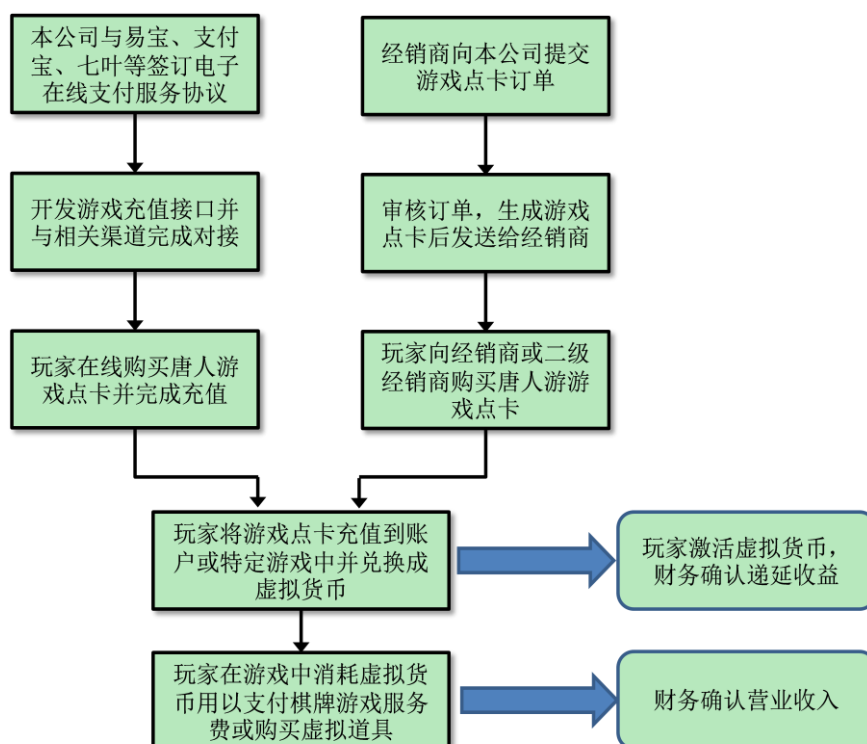 本公司与易宝、支付
宝、七叶等签订电子
在线支付服务协议
经销商向本公司提交
游戏点卡订单
开发游戏充值接口并
与相关渠道完成对接
审核订单，生成游戏
点卡后发送给经销商
玩家在线购买唐人游
戏点卡并完成充值
玩家向经销商或二级
经销商购买唐人游游
戏点卡
玩家将游戏点卡充值到账
户或特定游戏中并兑换成
虚拟货币
玩家激活虚拟货币，
财务确认递延收益
玩家在游戏中消耗虚拟货
币用以支付棋牌游戏服务
费或购买虚拟道具
财务确认营业收入